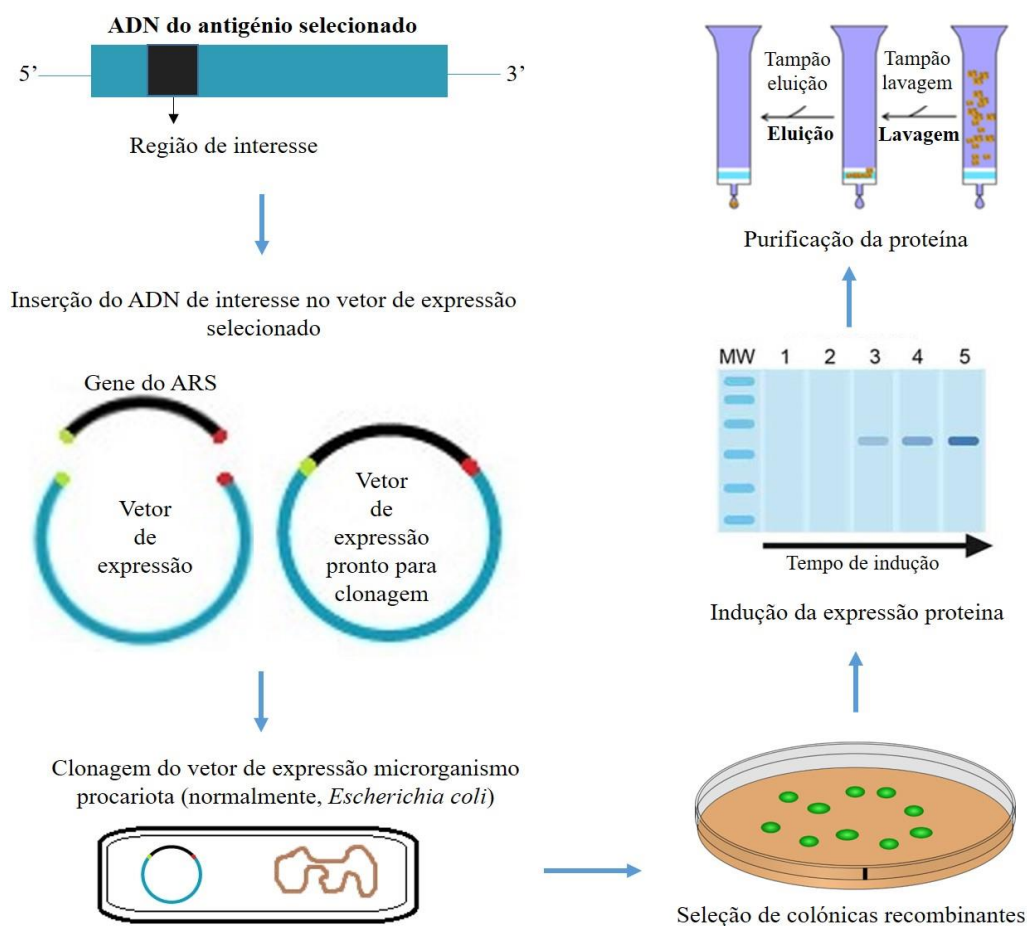 ADN do antigénio selecionado
5’
3’
Região de interesse
Inserção do ADN de interesse no vetor de expressão
selecionado
Gene do ARS
Vetor
de
expressão
Vetor
de
expressão
pronto para
clonagem
Clonagem do vetor de expressão microrganismo
procariota (normalmente, Escherichia coli)
Seleção de colónicas recombinantes
MW 1 2 3 4 5
Tempo de indução
Indução da expressão proteina
Tampão
eluição
Eluição
Tampão
lavagem
Lavagem
Purificação da proteína